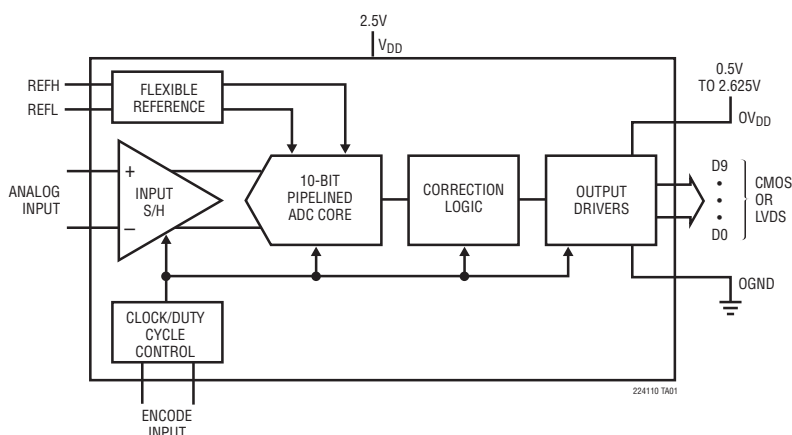 2.5V
VDD
REFH
REFL
FLEXIBLE
REFERENCE
0.5V
TO 2.625V
OVDD
ANALOG
INPUT
+
INPUT
S/H
–
10-BIT
PIPELINED
ADC CORE
CORRECTION
LOGIC
OUTPUT
DRIVERS
D9
•
•
•
D0
CMOS
OR
LVDS
OGND
CLOCK/DUTY
CYCLE
CONTROL
ENCODE
INPUT
224110 TA01